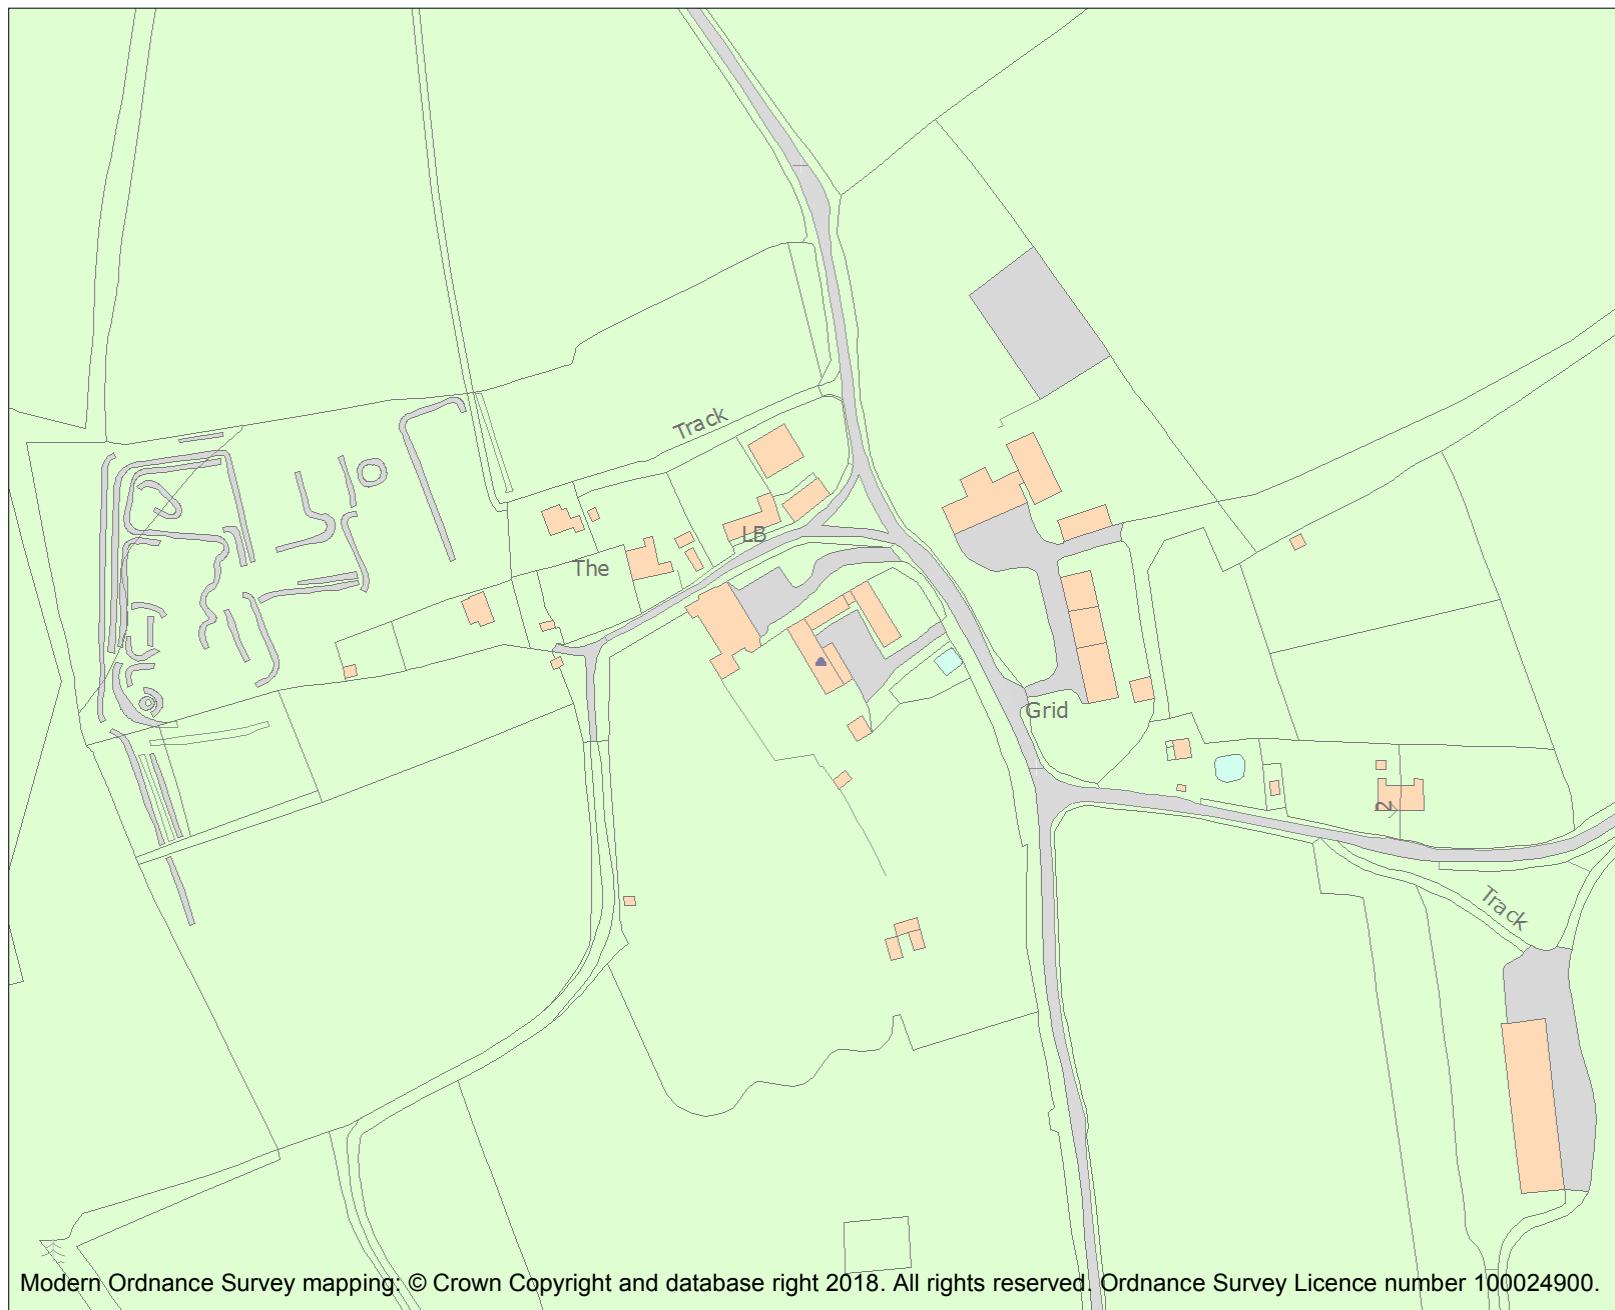 Track
LB
The
Grid
2
Track
Modern Ordnance Survey mapping: © Crown Copyright and database right 2018. All rights reserved. Ordnance Survey Licence number 100024900.